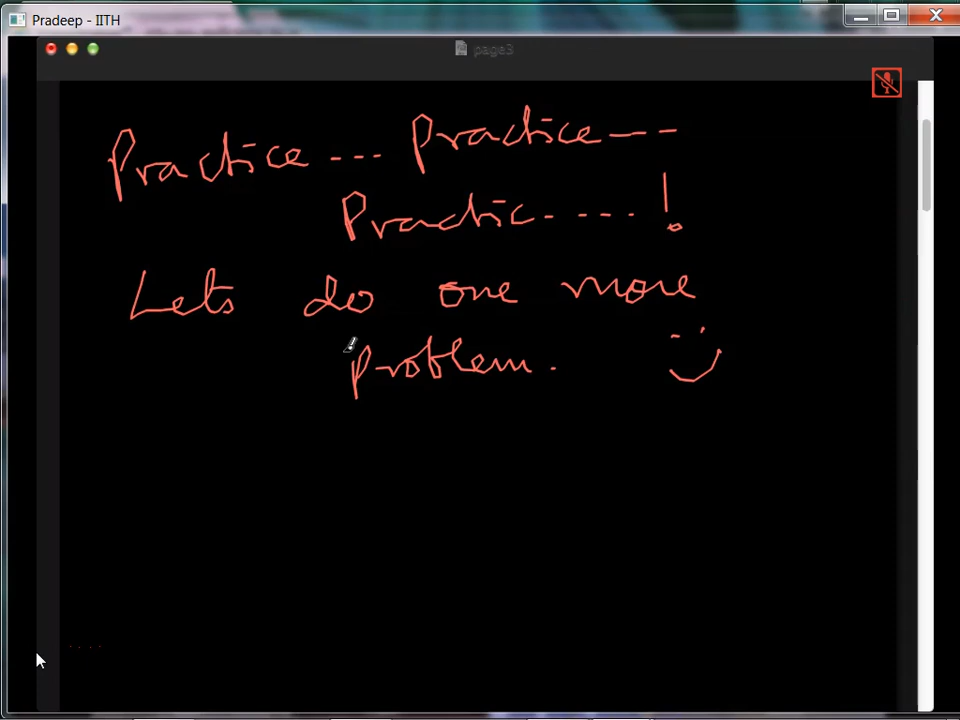 Pradeep - IITH
page3
Practice --- Practice ---
Practic ---- !
Lets do one more
problem. :)